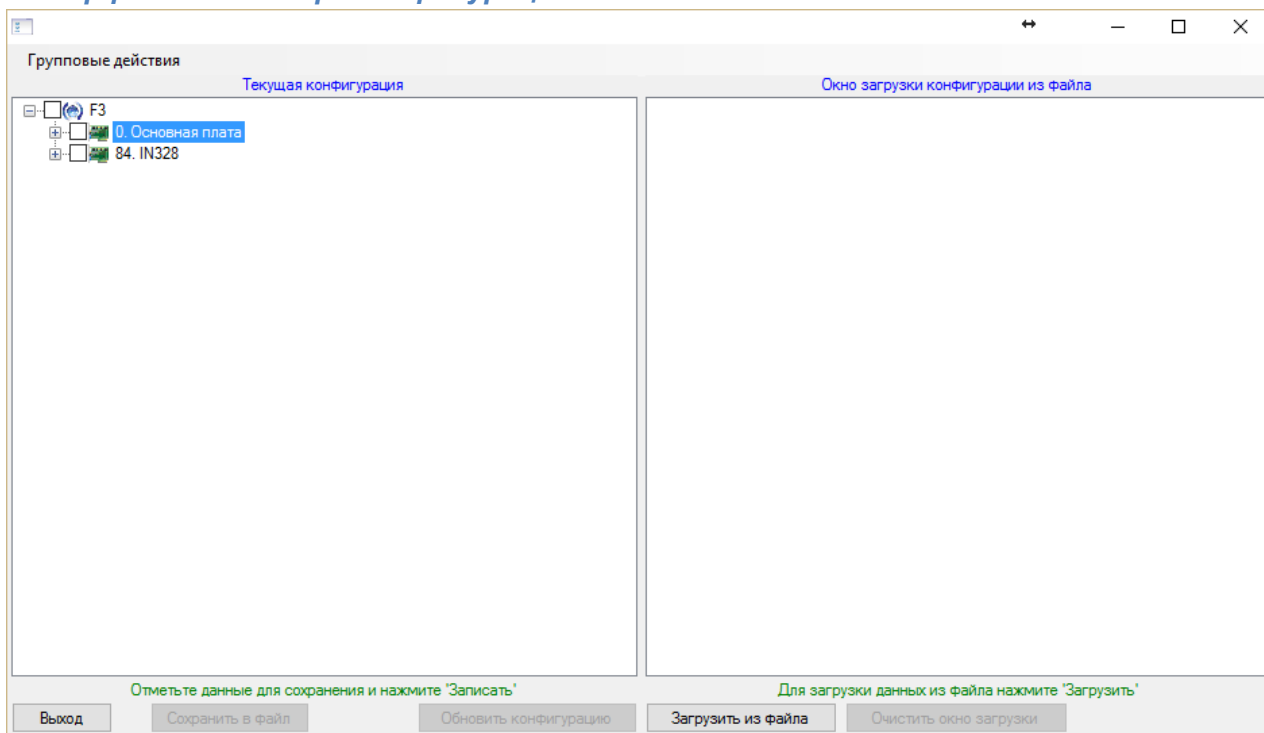 Групповые действия
Текущая конфигурация
Окно загрузки конфигурации из файла
F3
0. Основная плата
84. IN328
Отметьте данные для сохранения и нажмите "Записать"
Для загрузки данных из файла нажмите "Загрузить"
Выход
Сохранить в файл
Обновить конфигурацию
Загрузить из файла
Очистить окно загрузки